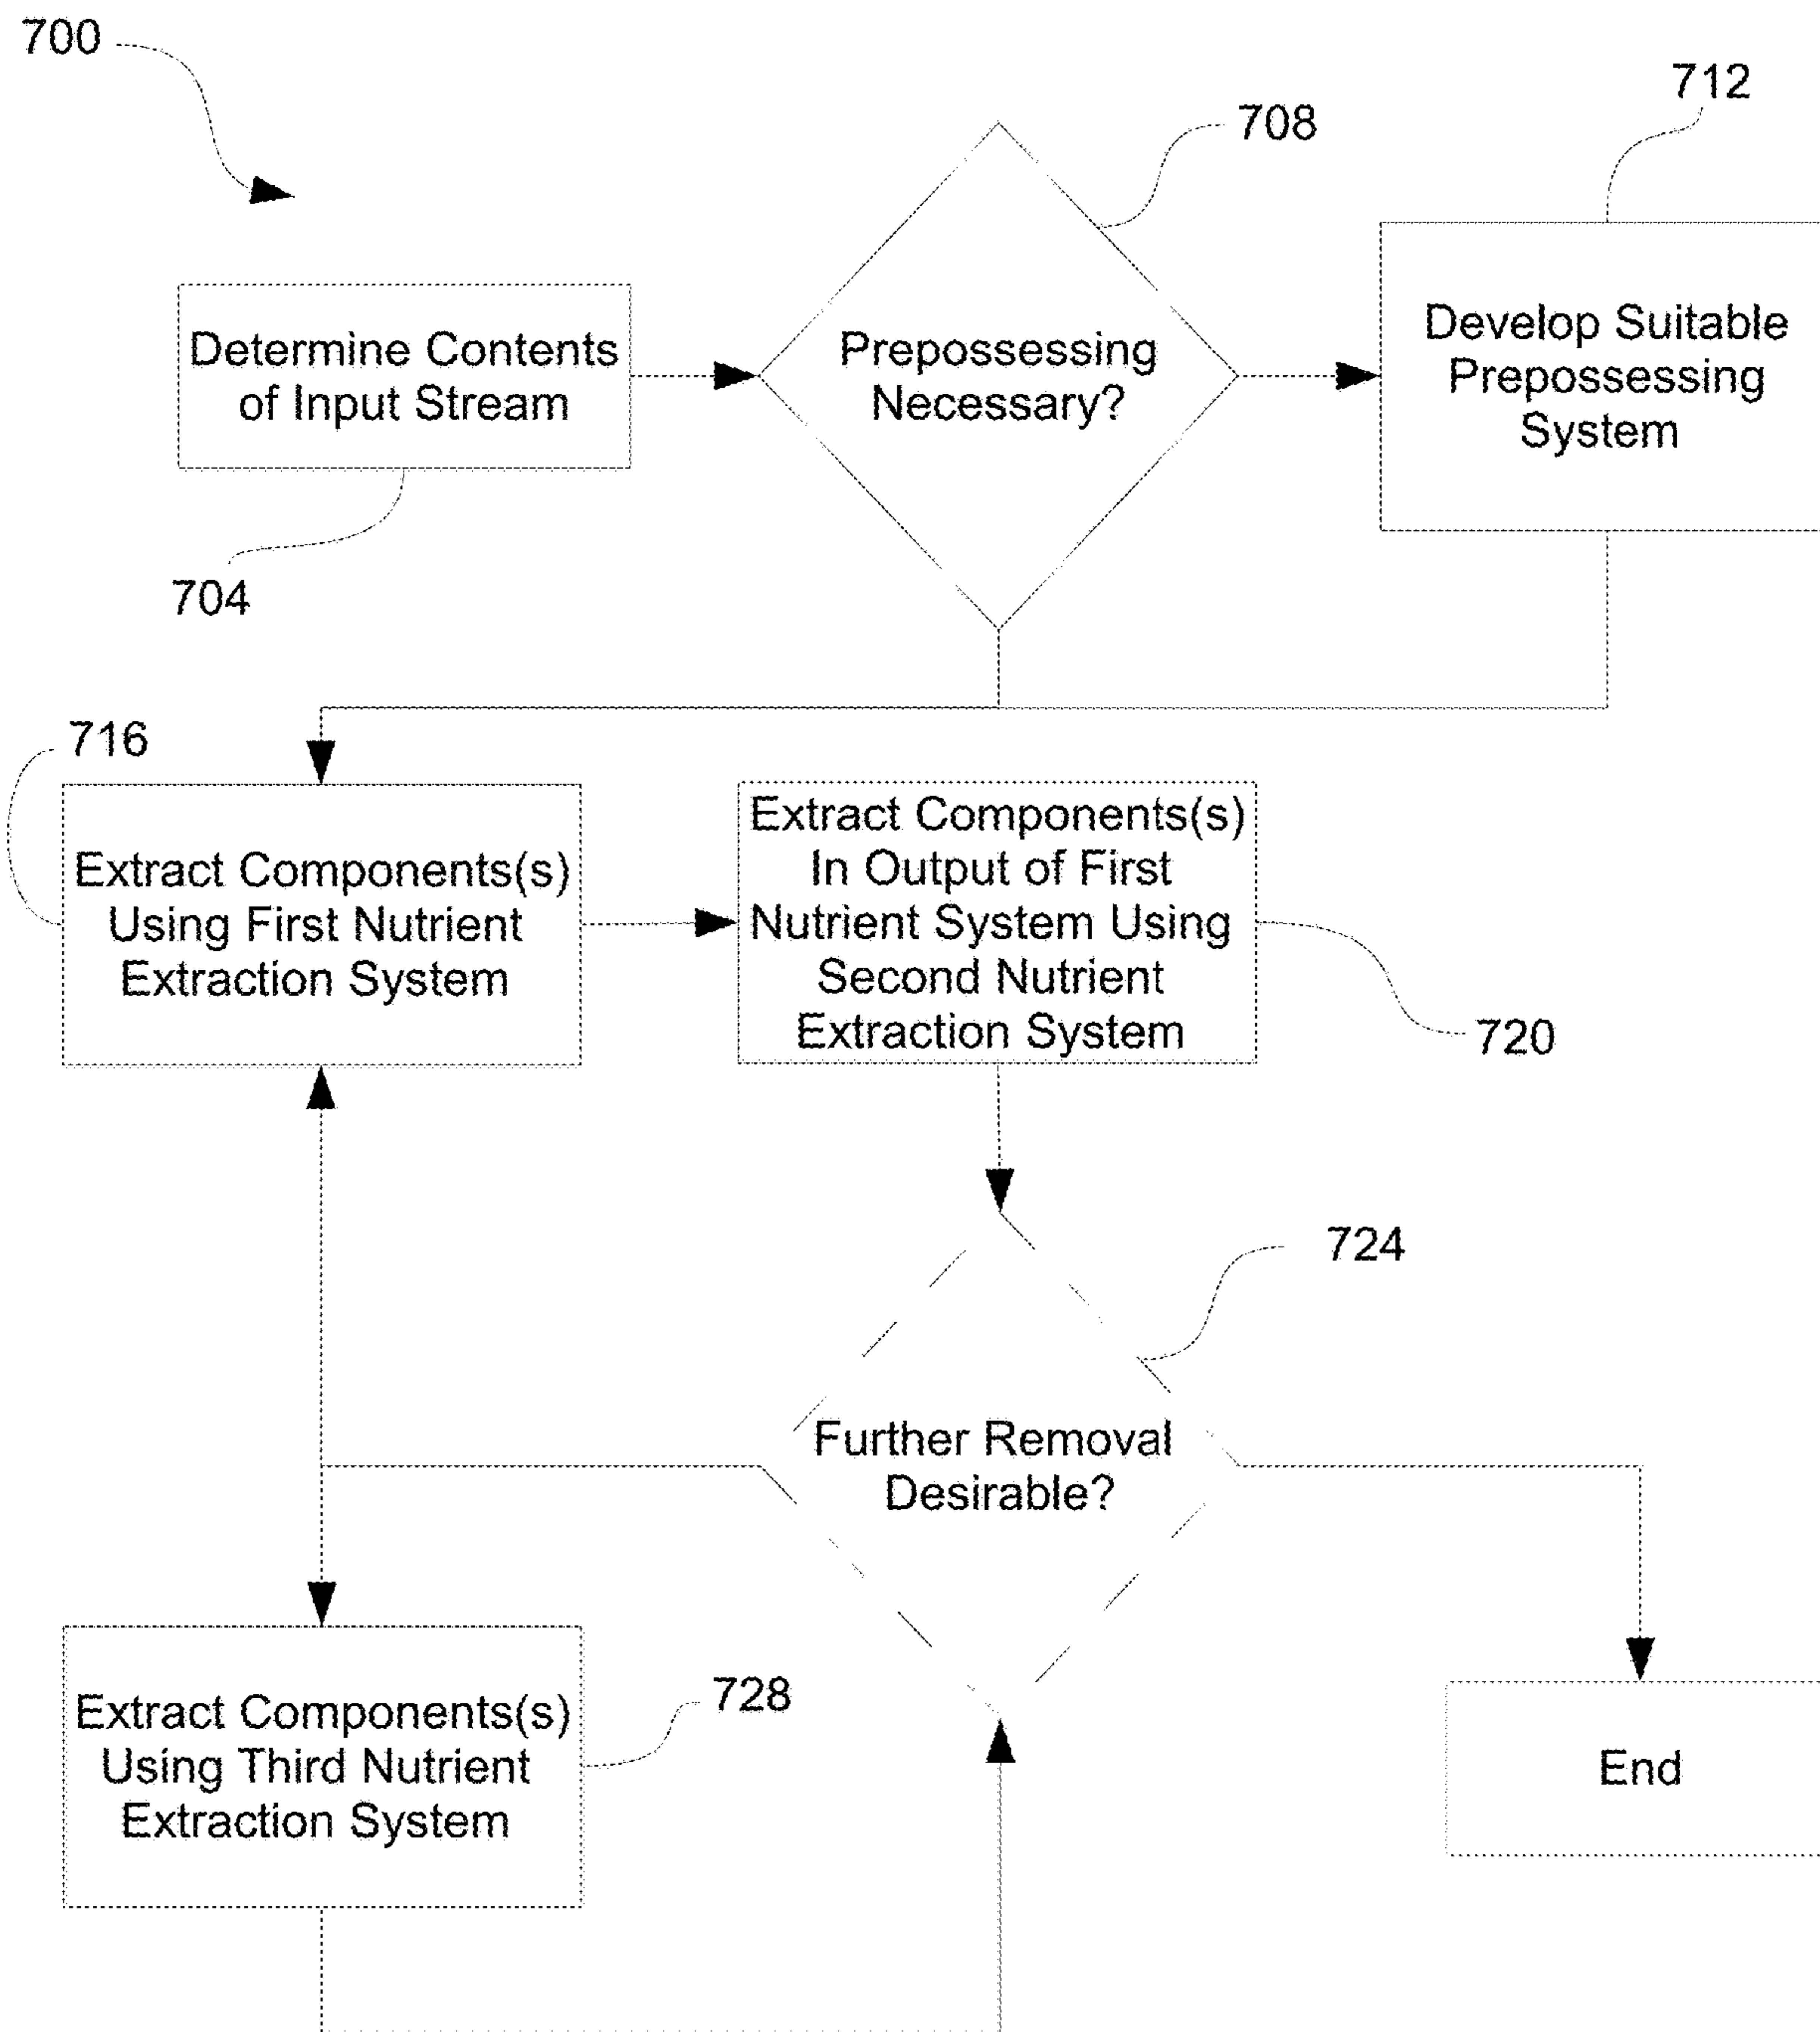 700
712
708
Determine Contents
of Input Stream
Prepossessing
Necessary?
Develop Suitable
Prepossessing
System
704
716
Extract Components(s)
Using First Nutrient
Extraction System
Extract Components(s)
In Output of First
Nutrient System Using
Second Nutrient
Extraction System
720
724
Further Removal
Desirable?
728
Extract Components(s)
Using Third Nutrient
Extraction System
End